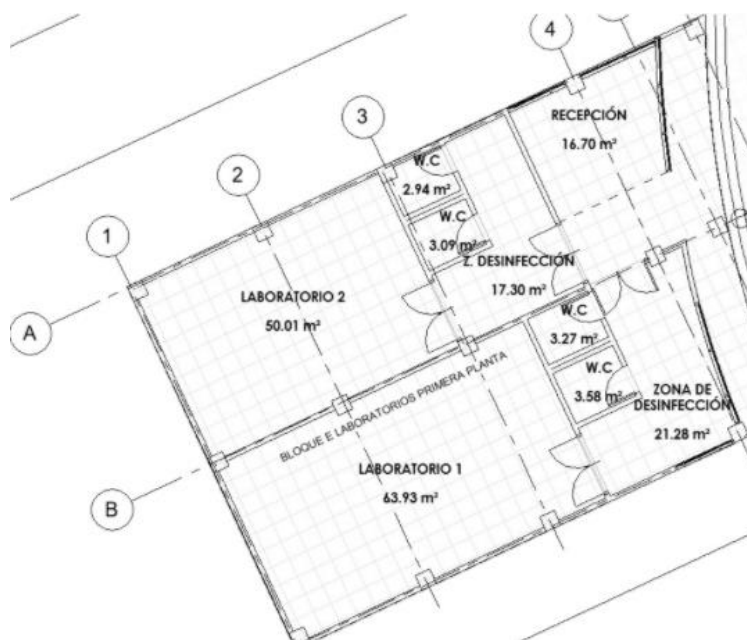 4
RECEPCIÓN
16.70 m²
3
W.C
2.94 m²
2
W.C
3.09 m²
1
Z. DESINFECCIÓN
17.30 m²
LABORATORIO 2
50.01 m²
W.C
3.27 m²
A
W.C
3.58 m²
ZONA DE
DESINFECCIÓN
21.28 m²
BLOQUE E LABORATORIOS PRIMERA PLANTA
LABORATORIO 1
63.93 m²
B